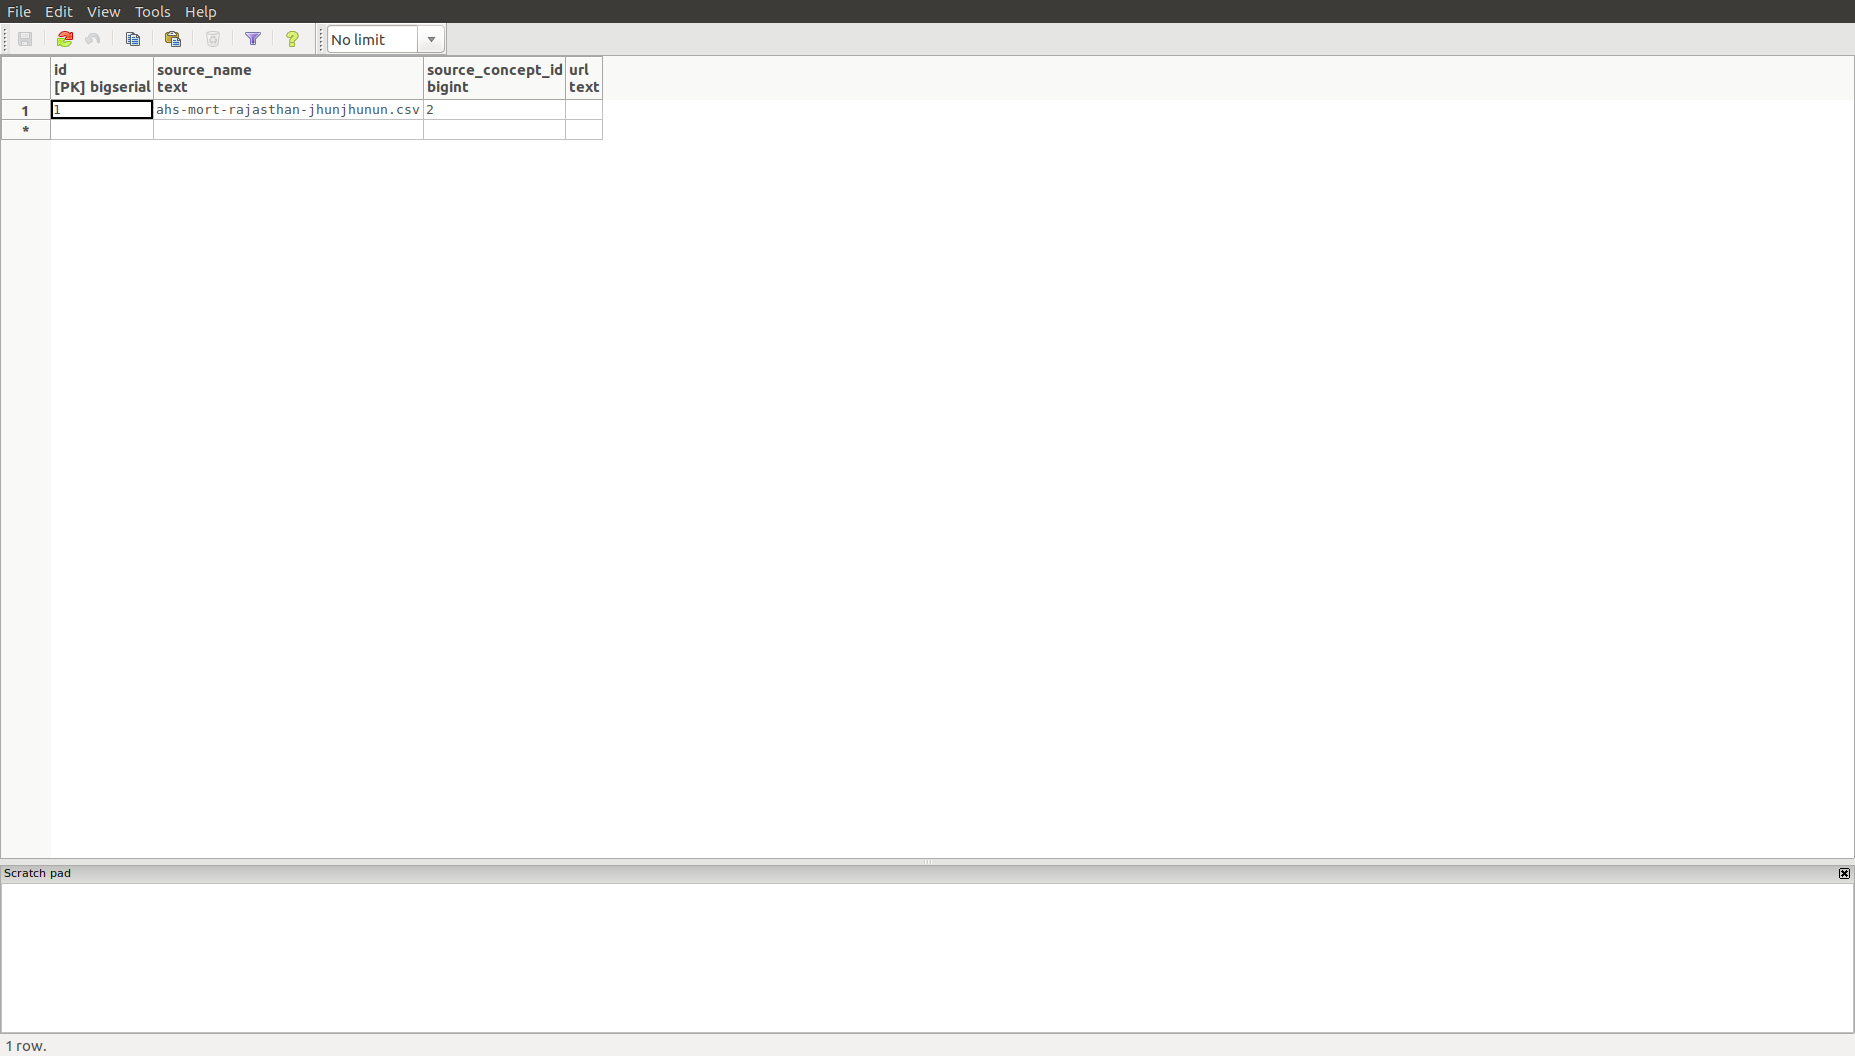 File Edit View Tools Help
No limit
id source_name source_concept_id url
[PK] bigserial text bigint text
1 1 ahs-mort-rajasthan-jhunjhunun.csv 2
*
Scratch pad
1 row.